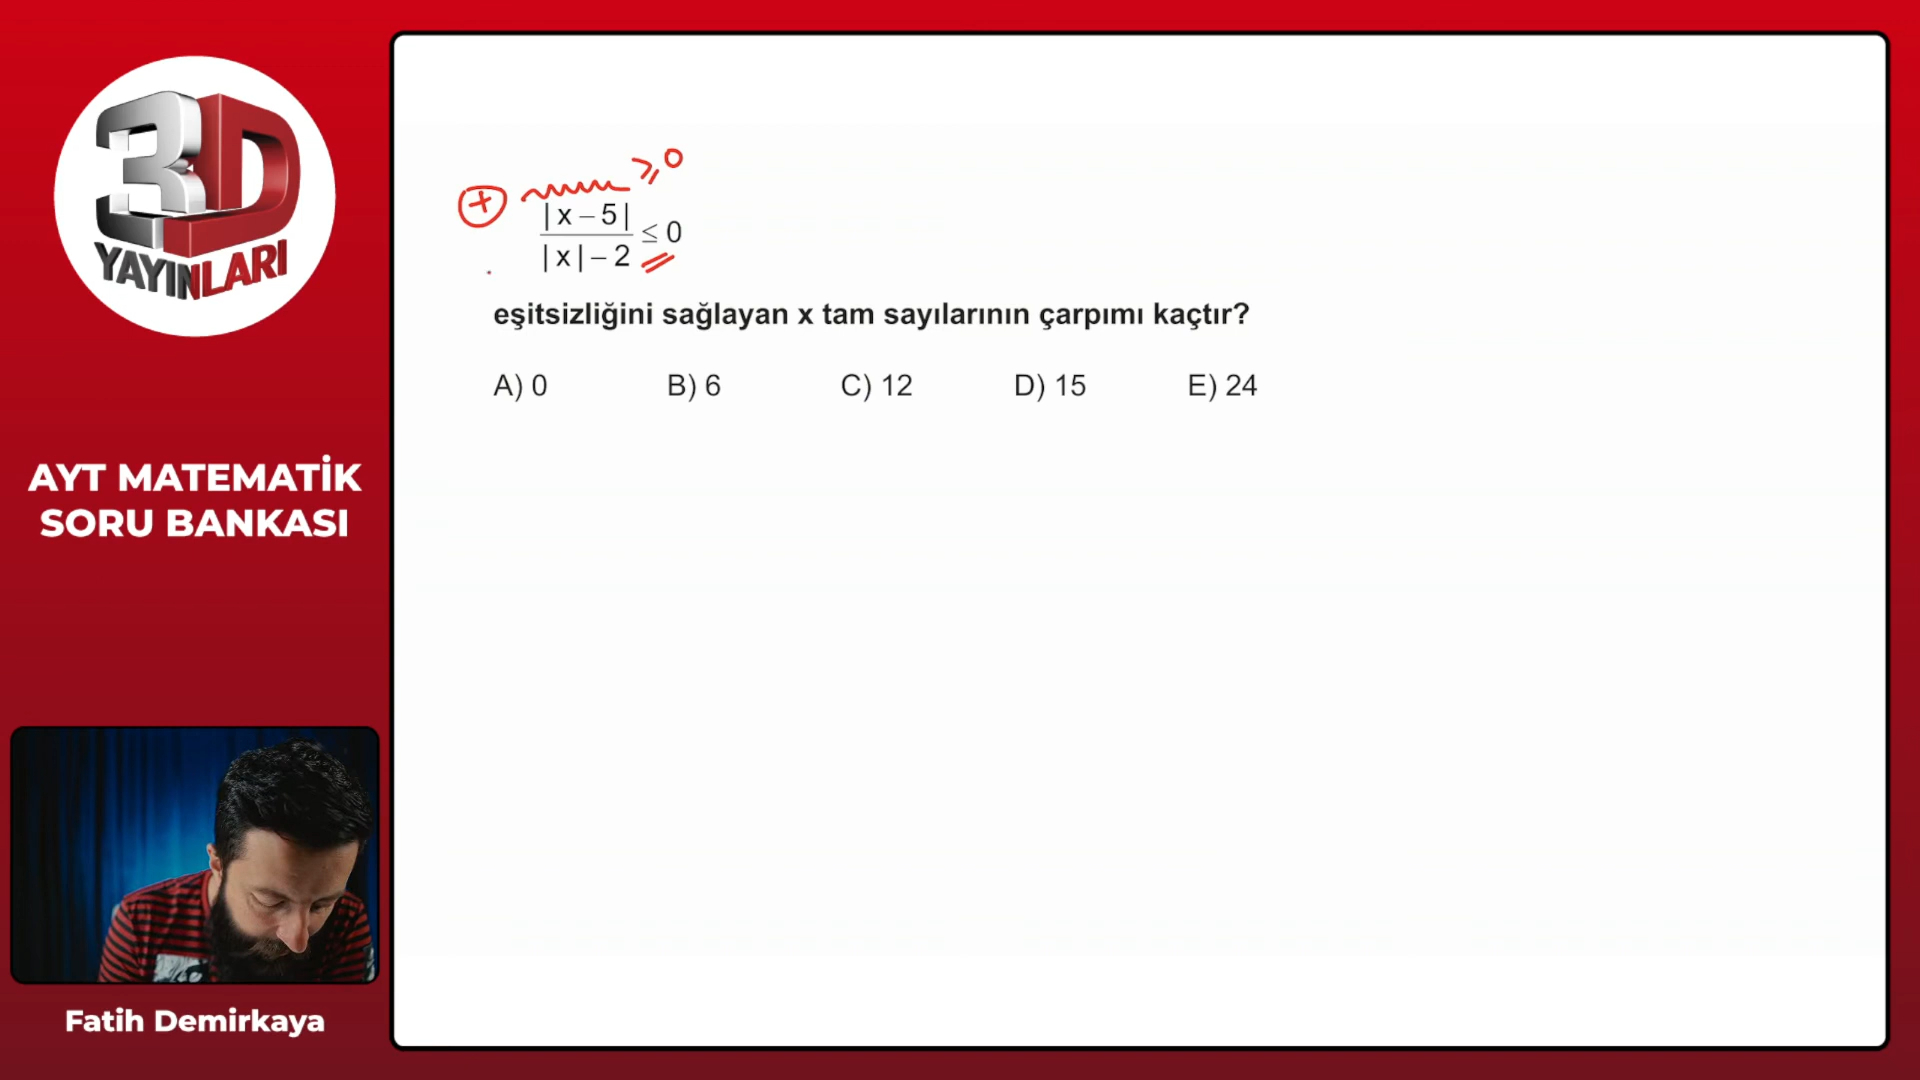 3D
YAYINLARI
AYT MATEMATİK
SORU BANKASI
Fatih Demirkaya
+ ≥ 0
|x – 5|
|x| – 2
≤ 0
eşitsizliğini sağlayan x tam sayılarının çarpımı kaçtır?
A) 0 B) 6 C) 12 D) 15 E) 24